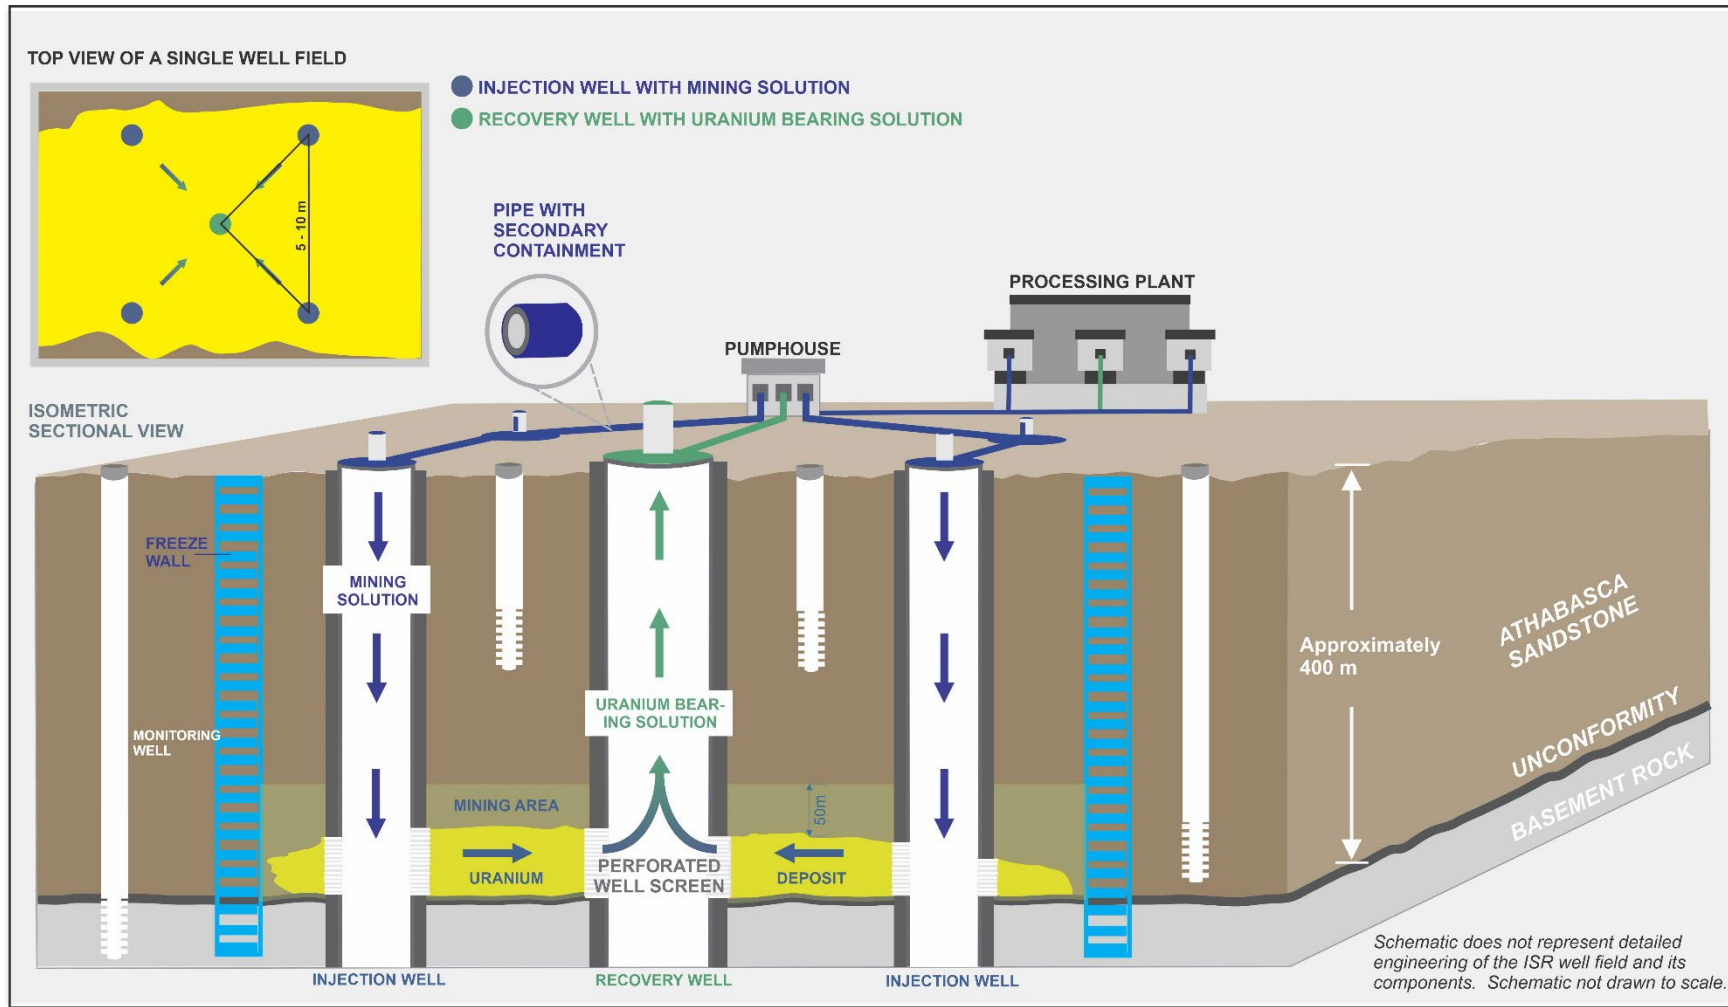 TOP VIEW OF A SINGLE WELL FIELD
INJECTION WELL WITH MINING SOLUTION
RECOVERY WELL WITH URANIUM BEARING SOLUTION
5 - 10 m
PIPE WITH
SECONDARY
CONTAINMENT
PROCESSING PLANT
PUMPHOUSE
ISOMETRIC
SECTIONAL VIEW
FREEZE
WALL
MINING
SOLUTION
ATHABASCA
SANDSTONE
Approximately
400 m
URANIUM BEAR-
ING SOLUTION
MONITORING
WELL
UNCONFORMITY
BASEMENT ROCK
MINING AREA
50m
PERFORATED
WELL SCREEN
URANIUM
DEPOSIT
INJECTION WELL
RECOVERY WELL
INJECTION WELL
Schematic does not represent detailed
engineering of the ISR well field and its
components. Schematic not drawn to scale.